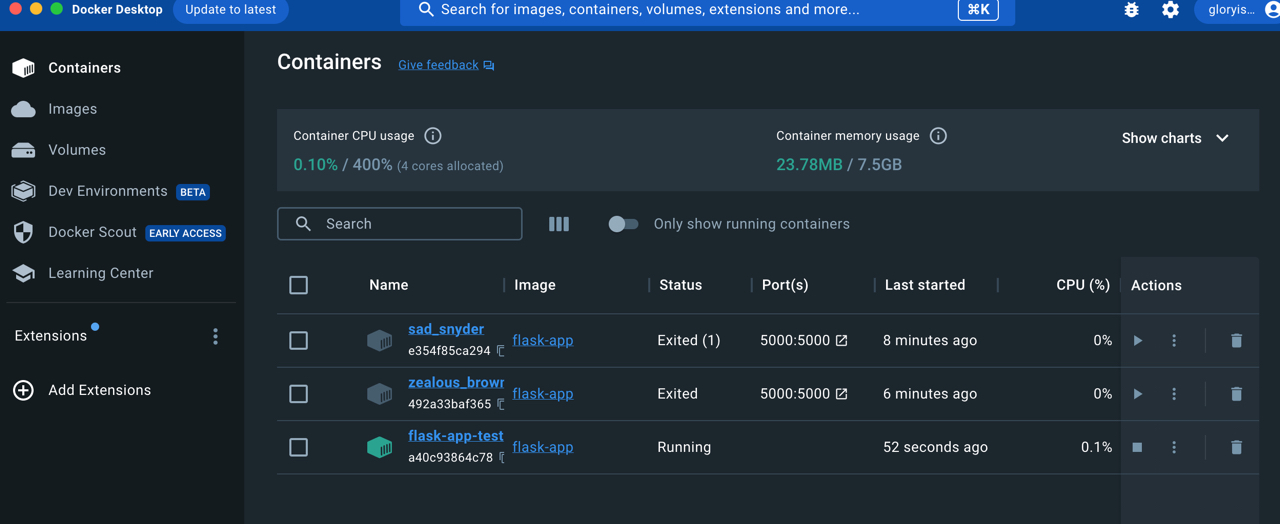 Docker Desktop Update to latest Search for images, containers, volumes, extensions and more... ⌘K gloryis...
Containers
Images
Volumes
Dev Environments BETA
Docker Scout EARLY ACCESS
Learning Center
Extensions
Add Extensions
Containers Give feedback
Container CPU usage
0.10% / 400% (4 cores allocated)
Container memory usage
23.78MB / 7.5GB
Show charts
Search
Only show running containers
Name Image Status Port(s) Last started CPU (%) Actions
sad_snyder
e354f85ca294
flask-app Exited (1) 5000:5000 8 minutes ago 0%
zealous_brown
492a33baf365
flask-app Exited 5000:5000 6 minutes ago 0%
flask-app-test
a40c93864c78
flask-app Running 52 seconds ago 0.1%